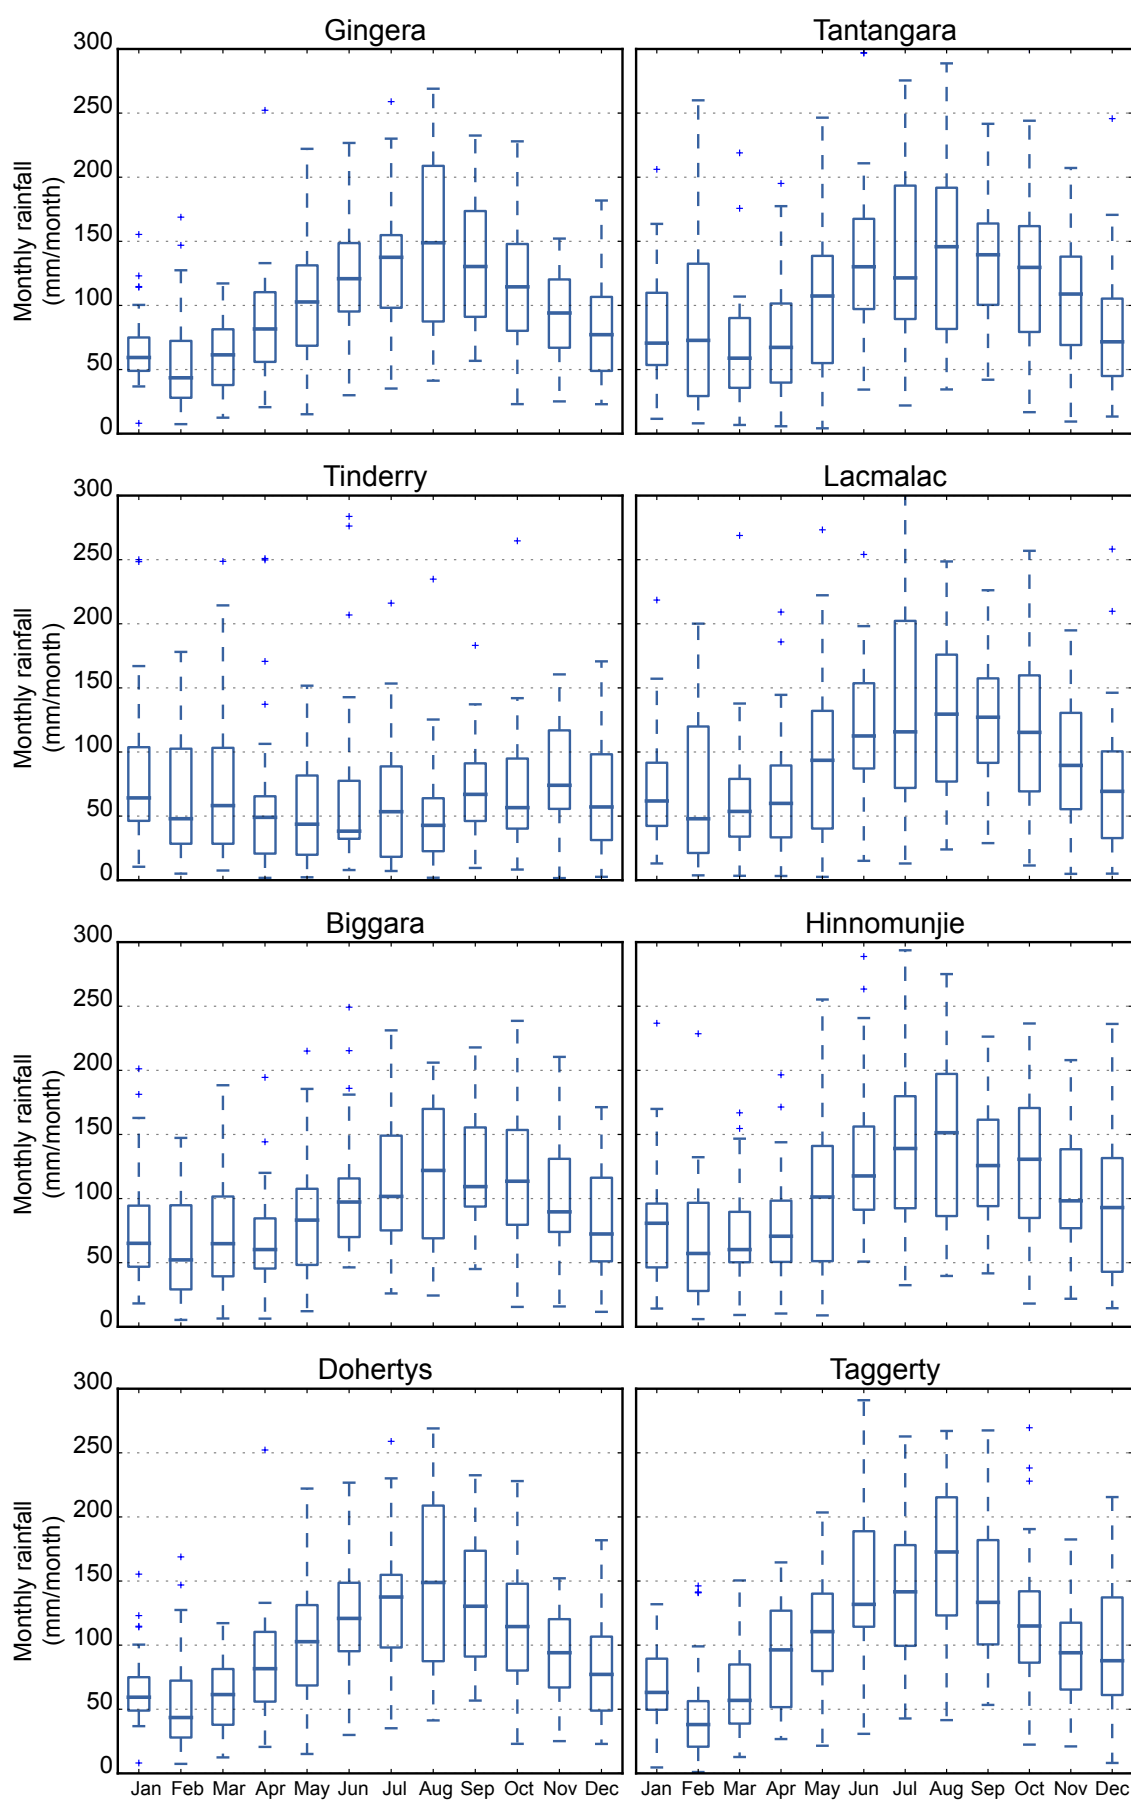 Gingera Tantangara
300
250
200
150
100
50
0
Monthly rainfall
(mm/month)
Tinderry Lacmalac
300
250
200
150
100
50
0
Monthly rainfall
(mm/month)
Biggara Hinnomunjie
300
250
200
150
100
50
0
Monthly rainfall
(mm/month)
Dohertys Taggerty
300
250
200
150
100
50
0
Monthly rainfall
(mm/month)
Jan Feb Mar Apr May Jun Jul Aug Sep Oct Nov Dec Jan Feb Mar Apr May Jun Jul Aug Sep Oct Nov Dec